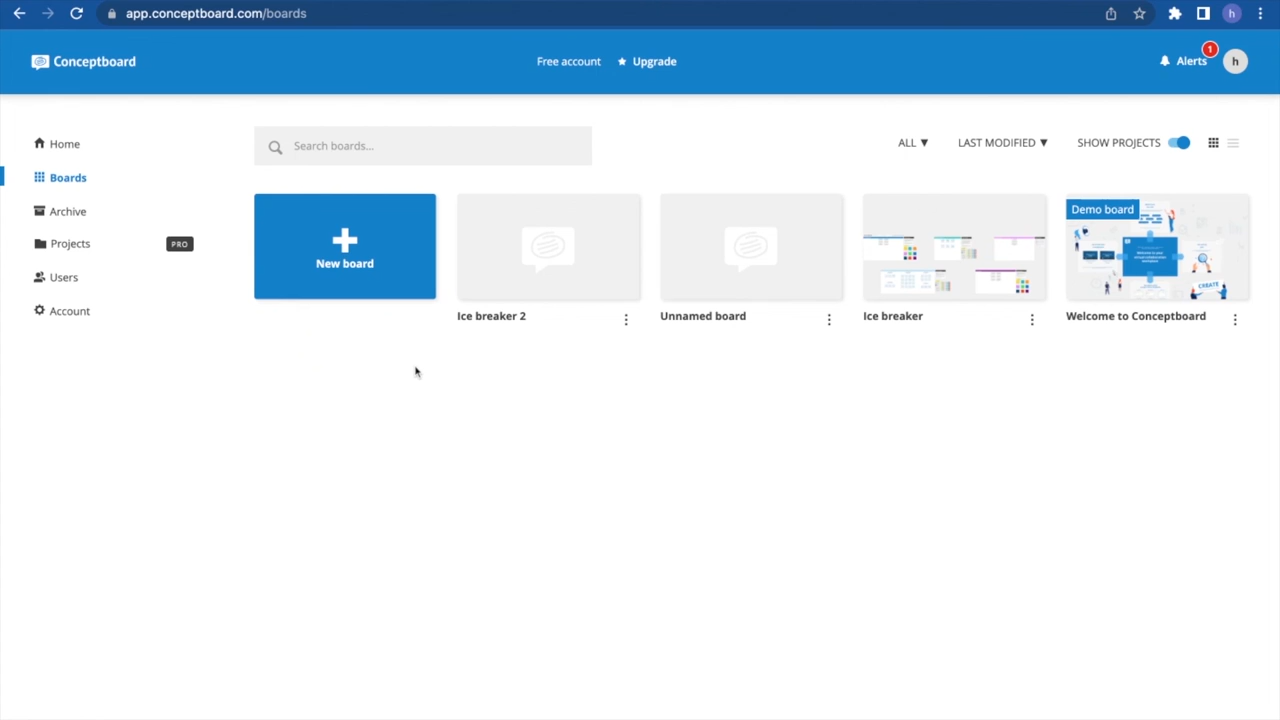 app.conceptboard.com/boards
h
Conceptboard
Free account
Upgrade
Alerts
1
h
Home
Boards
Archive
Projects
PRO
Users
Account
Search boards...
ALL ▼
LAST MODIFIED ▼
SHOW PROJECTS
New board
Demo board
CREATE
Ice breaker 2
Unnamed board
Ice breaker
Welcome to Conceptboard